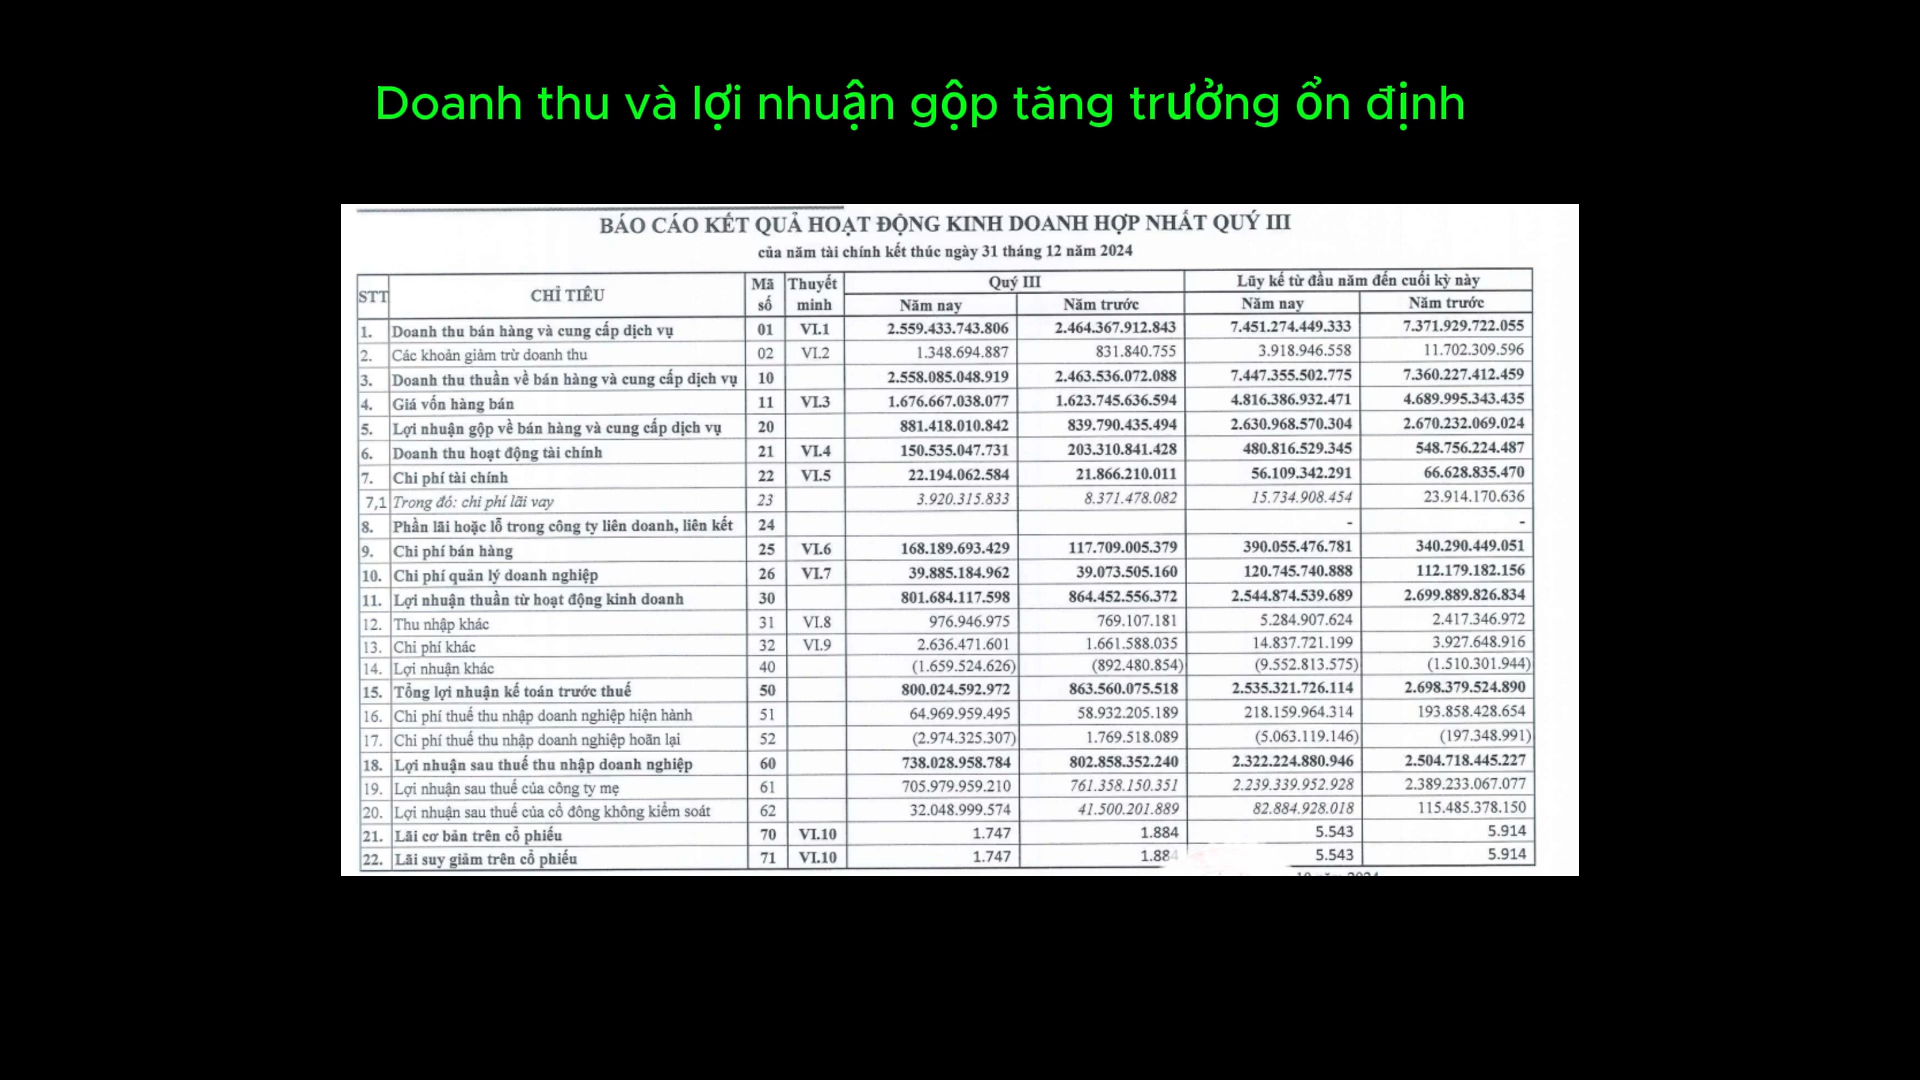 Doanh thu và lợi nhuận gộp tăng trưởng ổn định
BÁO CÁO KẾT QUẢ HOẠT ĐỘNG KINH DOANH HỢP NHẤT QUÝ III
của năm tài chính kết thúc ngày 31 tháng 12 năm 2024
STT CHỈ TIÊU Mã số Thuyết minh Quý III Lũy kế từ đầu năm đến cuối kỳ này
Năm nay Năm trước Năm nay Năm trước
1. Doanh thu bán hàng và cung cấp dịch vụ 01 VI.1 2.559.433.743.806 2.464.367.912.843 7.451.274.449.333 7.371.929.722.055
2. Các khoản giảm trừ doanh thu 02 VI.2 1.348.694.887 831.840.755 3.918.946.558 11.702.309.596
3. Doanh thu thuần về bán hàng và cung cấp dịch vụ 10 2.558.085.048.919 2.463.536.072.088 7.447.355.502.775 7.360.227.412.459
4. Giá vốn hàng bán 11 VI.3 1.676.667.038.077 1.623.745.636.594 4.816.386.932.471 4.689.995.343.435
5. Lợi nhuận gộp về bán hàng và cung cấp dịch vụ 20 881.418.010.842 839.790.435.494 2.630.968.570.304 2.670.232.069.024
6. Doanh thu hoạt động tài chính 21 VI.4 150.535.047.731 203.310.841.428 480.816.529.345 548.756.224.487
7. Chi phí tài chính 22 VI.5 22.194.062.584 21.866.210.011 56.109.342.291 66.628.835.470
7,1 Trong đó: chi phí lãi vay 23 3.920.315.833 8.371.478.082 15.734.908.454 23.914.170.636
8. Phần lãi hoặc lỗ trong công ty liên doanh, liên kết 24 - -
9. Chi phí bán hàng 25 VI.6 168.189.693.429 117.709.005.379 390.055.476.781 340.290.449.051
10. Chi phí quản lý doanh nghiệp 26 VI.7 39.885.184.962 39.073.505.160 120.745.740.888 112.179.182.156
11. Lợi nhuận thuần từ hoạt động kinh doanh 30 801.684.117.598 864.452.556.372 2.544.874.539.689 2.699.889.826.834
12. Thu nhập khác 31 VI.8 976.946.975 769.107.181 5.284.907.624 2.417.346.972
13. Chi phí khác 32 VI.9 2.636.471.601 1.661.588.035 14.837.721.199 3.927.648.916
14. Lợi nhuận khác 40 (1.659.524.626) (892.480.854) (9.552.813.575) (1.510.301.944)
15. Tổng lợi nhuận kế toán trước thuế 50 800.024.592.972 863.560.075.518 2.535.321.726.114 2.698.379.524.890
16. Chi phí thuế thu nhập doanh nghiệp hiện hành 51 64.969.959.495 58.932.205.189 218.159.964.314 193.858.428.654
17. Chi phí thuế thu nhập doanh nghiệp hoãn lại 52 (2.974.325.307) 1.769.518.089 (5.063.119.146) (197.348.991)
18. Lợi nhuận sau thuế thu nhập doanh nghiệp 60 738.028.958.784 802.858.352.240 2.322.224.880.946 2.504.718.445.227
19. Lợi nhuận sau thuế của công ty mẹ 61 705.979.959.210 761.358.150.351 2.239.339.952.928 2.389.233.067.077
20. Lợi nhuận sau thuế của cổ đông không kiểm soát 62 32.048.999.574 41.500.201.889 82.884.928.018 115.485.378.150
21. Lãi cơ bản trên cổ phiếu 70 VI.10 1.747 1.884 5.543 5.914
22. Lãi suy giảm trên cổ phiếu 71 VI.10 1.747 1.884 5.543 5.914